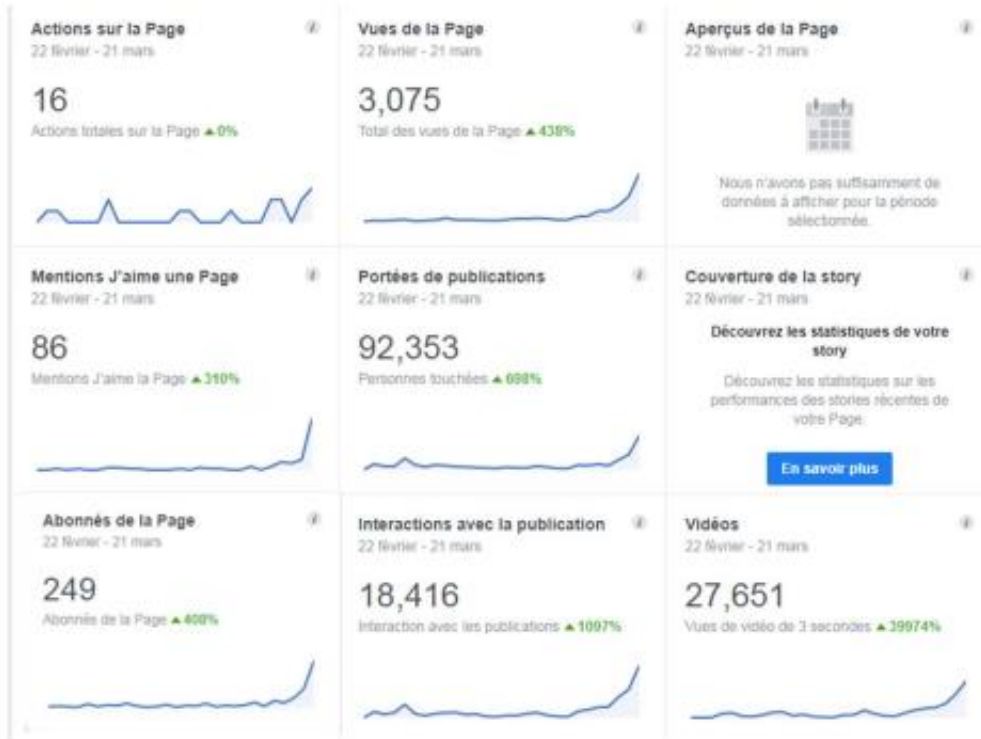 Actions sur la Page
22 février - 21 mars
16
Actions totales sur la Page ▲0%
Vues de la Page
22 février - 21 mars
3,075
Total des vues de la Page ▲438%
Aperçus de la Page
22 février - 21 mars
Nous n'avons pas suffisamment de
données à afficher pour la période
sélectionnée.
Mentions J'aime une Page
22 février - 21 mars
86
Mentions J'aime la Page ▲310%
Portées de publications
22 février - 21 mars
92,353
Personnes touchées ▲698%
Couverture de la story
22 février - 21 mars
Découvrez les statistiques de votre
story
Découvrez les statistiques sur les
performances des stories récentes de
votre Page.
En savoir plus
Abonnés de la Page
22 février - 21 mars
249
Abonnés de la Page ▲408%
Interactions avec la publication
22 février - 21 mars
18,416
Interaction avec les publications ▲1097%
Vidéos
22 février - 21 mars
27,651
Vues de vidéo de 3 secondes ▲39974%